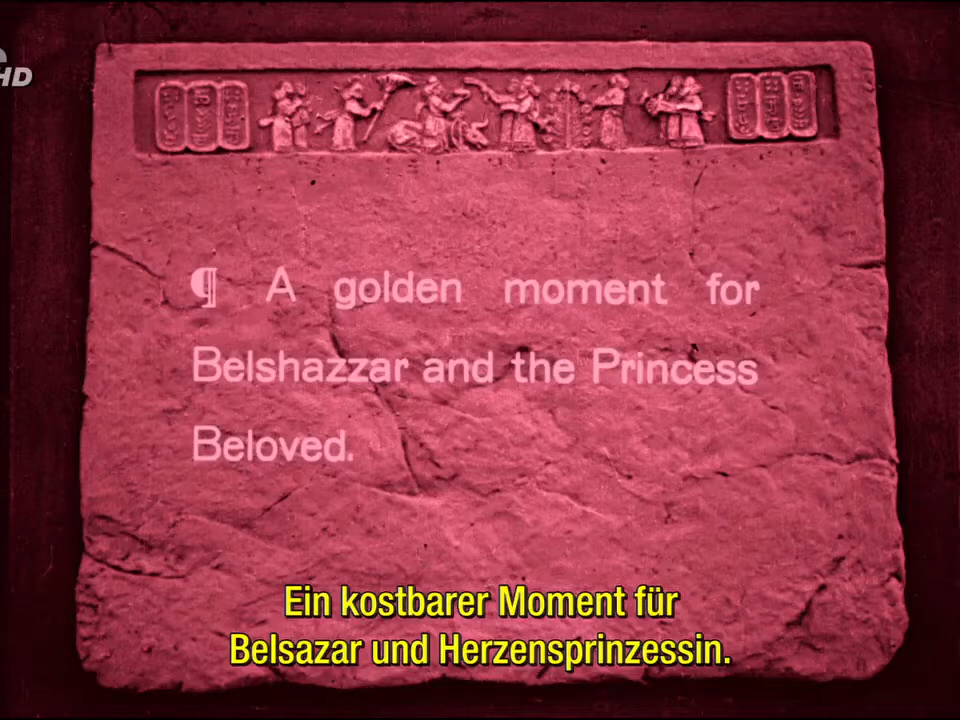 HD
¶ A golden moment for
Belshazzar and the Princess
Beloved.
Ein kostbarer Moment für
Belsazar und Herzensprinzessin.